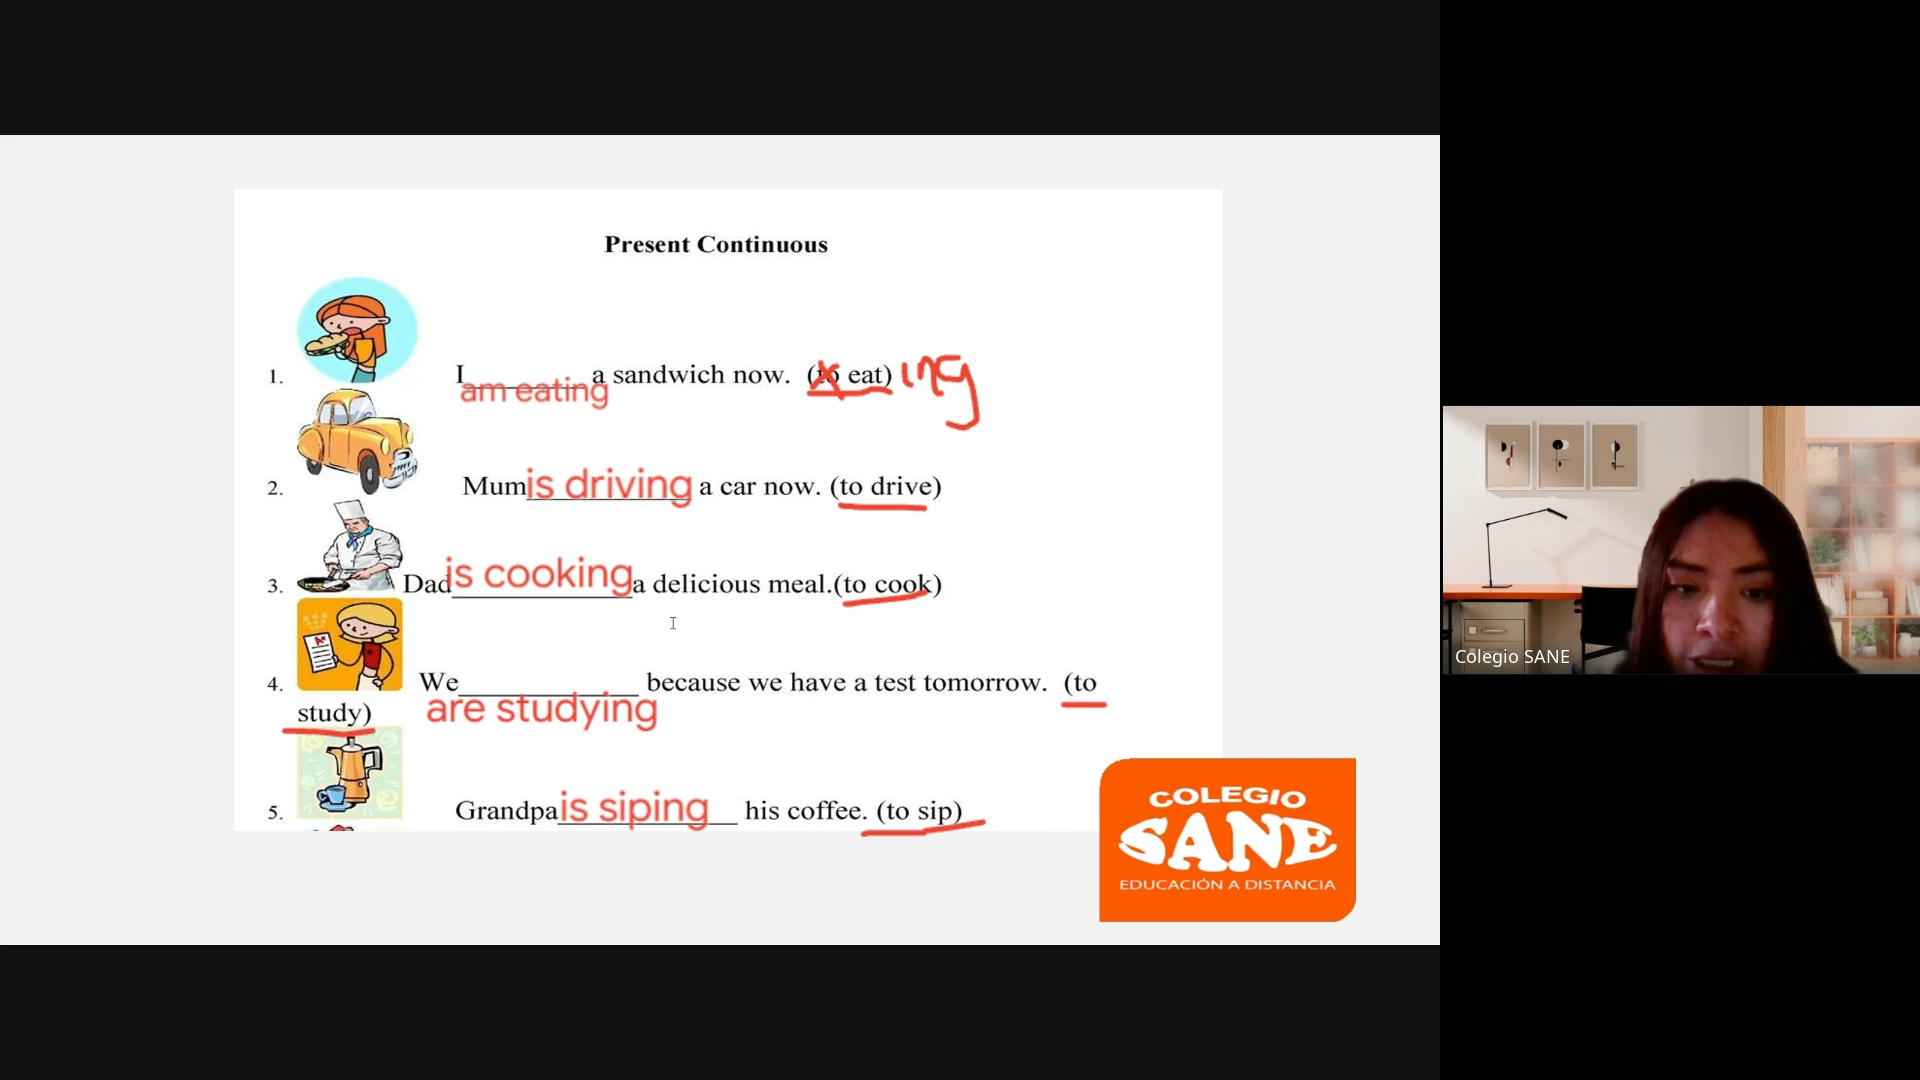 Present Continuous
1. I________ a sandwich now. (to eat) ing
am eating
2. Mum is driving a car now. (to drive)
3. Dad is cooking a delicious meal.(to cook)
4. We____________ because we have a test tomorrow. (to
study) are studying
5. Grandpa is siping his coffee. (to sip)
COLEGIO
SANE
EDUCACIÓN A DISTANCIA
Colegio SANE